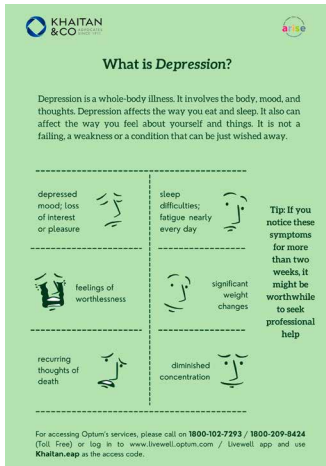 KHAITAN
&CO ADVOCATES
SINCE 1911
arise
What is Depression?
Depression is a whole-body illness. It involves the body, mood, and
thoughts. Depression affects the way you eat and sleep. It also can
affect the way you feel about yourself and things. It is not a
failing, a weakness or a condition that can be just wished away.
depressed
mood; loss
of interest
or pleasure
sleep
difficulties;
fatigue nearly
every day
feelings of
worthlessness
significant
weight
changes
recurring
thoughts of
death
diminished
concentration
Tip: If you
notice these
symptoms
for more
than two
weeks, it
might be
worthwhile
to seek
professional
help
For accessing Optum's services, please call on 1800-102-7293 / 1800-209-8424
(Toll Free) or log in to www.livewell.optum.com / Livewell app and use
Khaitan.eap as the access code.